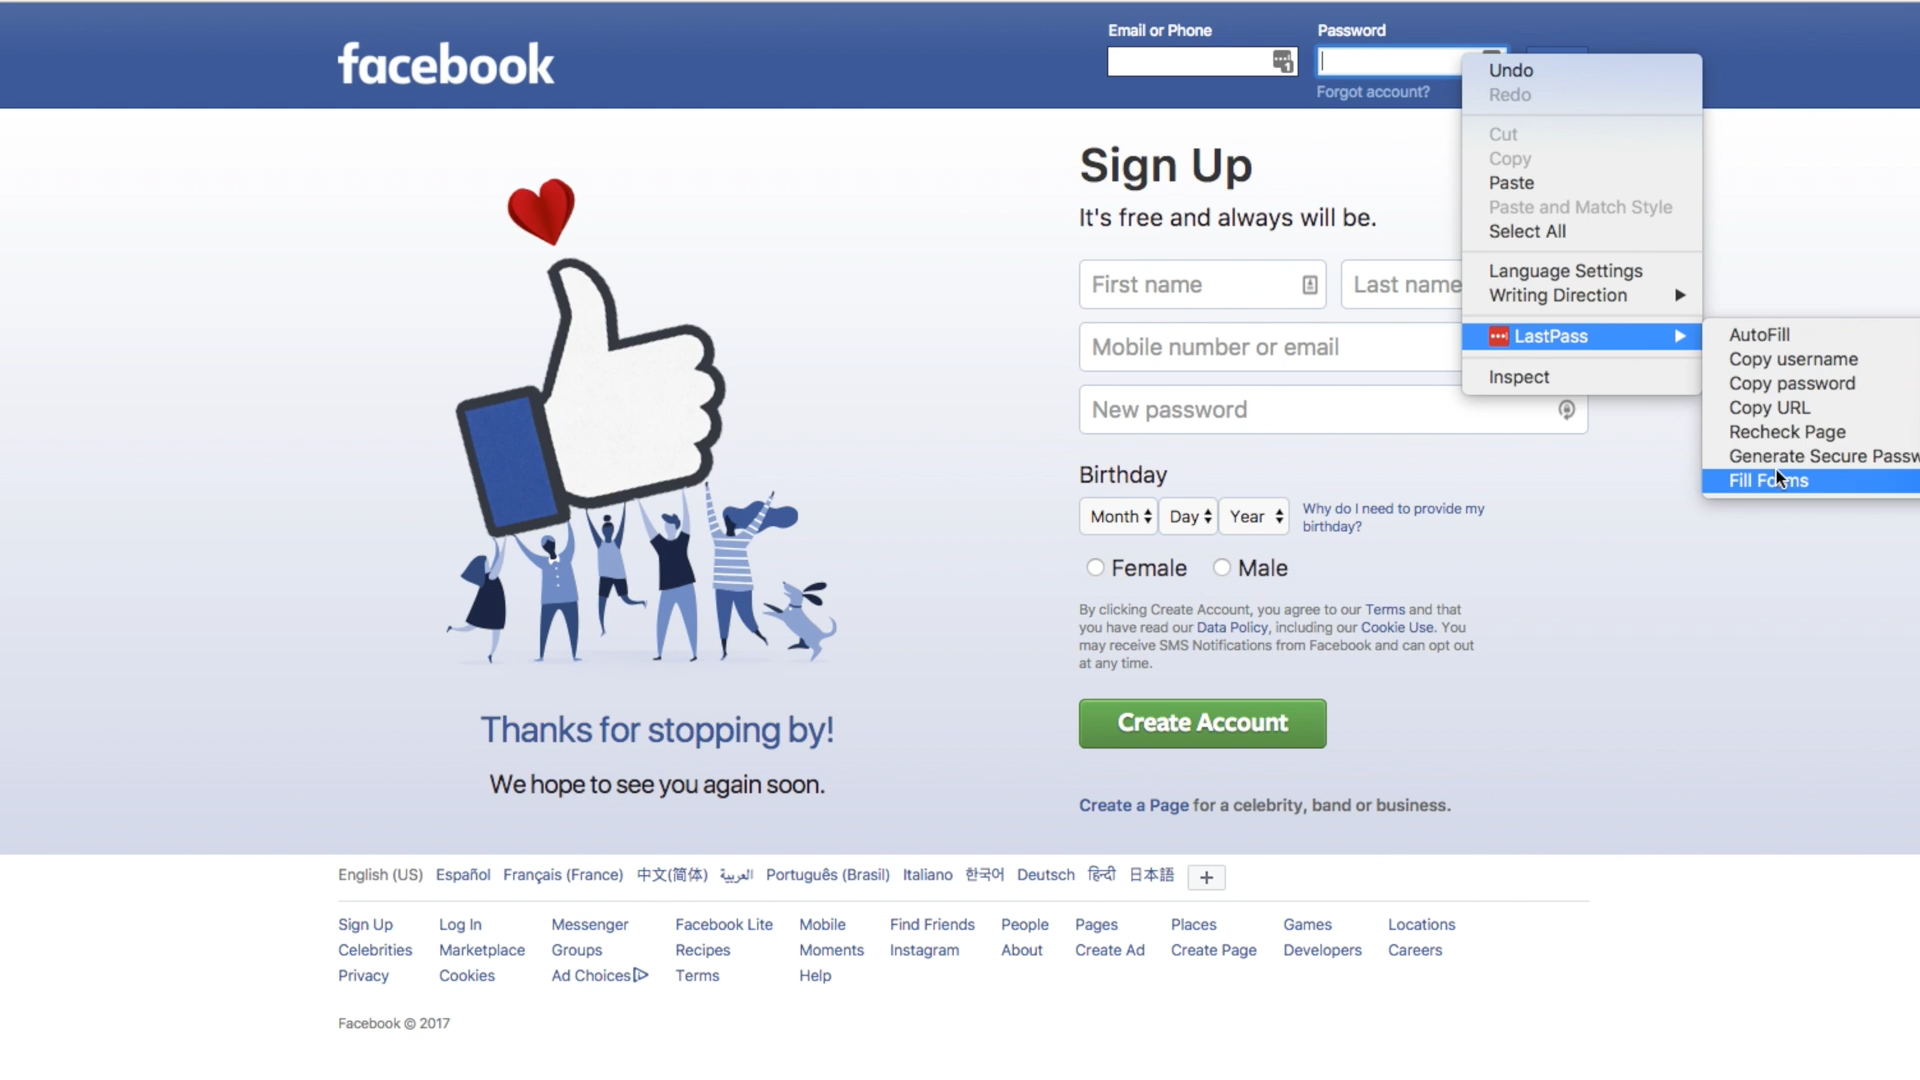 facebook
Email or Phone
Password
Forgot account?
Undo
Redo
Cut
Copy
Paste
Paste and Match Style
Select All
Language Settings
Writing Direction
LastPass
Inspect
AutoFill
Copy username
Copy password
Copy URL
Recheck Page
Generate Secure Passw
Fill Forms
Sign Up
It's free and always will be.
First name
Last name
Mobile number or email
New password
Birthday
Month Day Year
Why do I need to provide my
birthday?
Female Male
By clicking Create Account, you agree to our Terms and that
you have read our Data Policy, including our Cookie Use. You
may receive SMS Notifications from Facebook and can opt out
at any time.
Create Account
Create a Page for a celebrity, band or business.
Thanks for stopping by!
We hope to see you again soon.
English (US) Español Français (France) 中文(简体) العربية Português (Brasil) Italiano 한국어 Deutsch हिन्दी 日本語 +
Sign Up Log In Messenger Facebook Lite Mobile Find Friends People Pages Places Games Locations
Celebrities Marketplace Groups Recipes Moments Instagram About Create Ad Create Page Developers Careers
Privacy Cookies Ad Choices Terms Help
Facebook © 2017